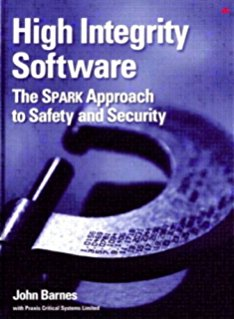 High Integrity
Software
The SPARK Approach
to Safety and Security
John Barnes
with Praxis Critical Systems Limited